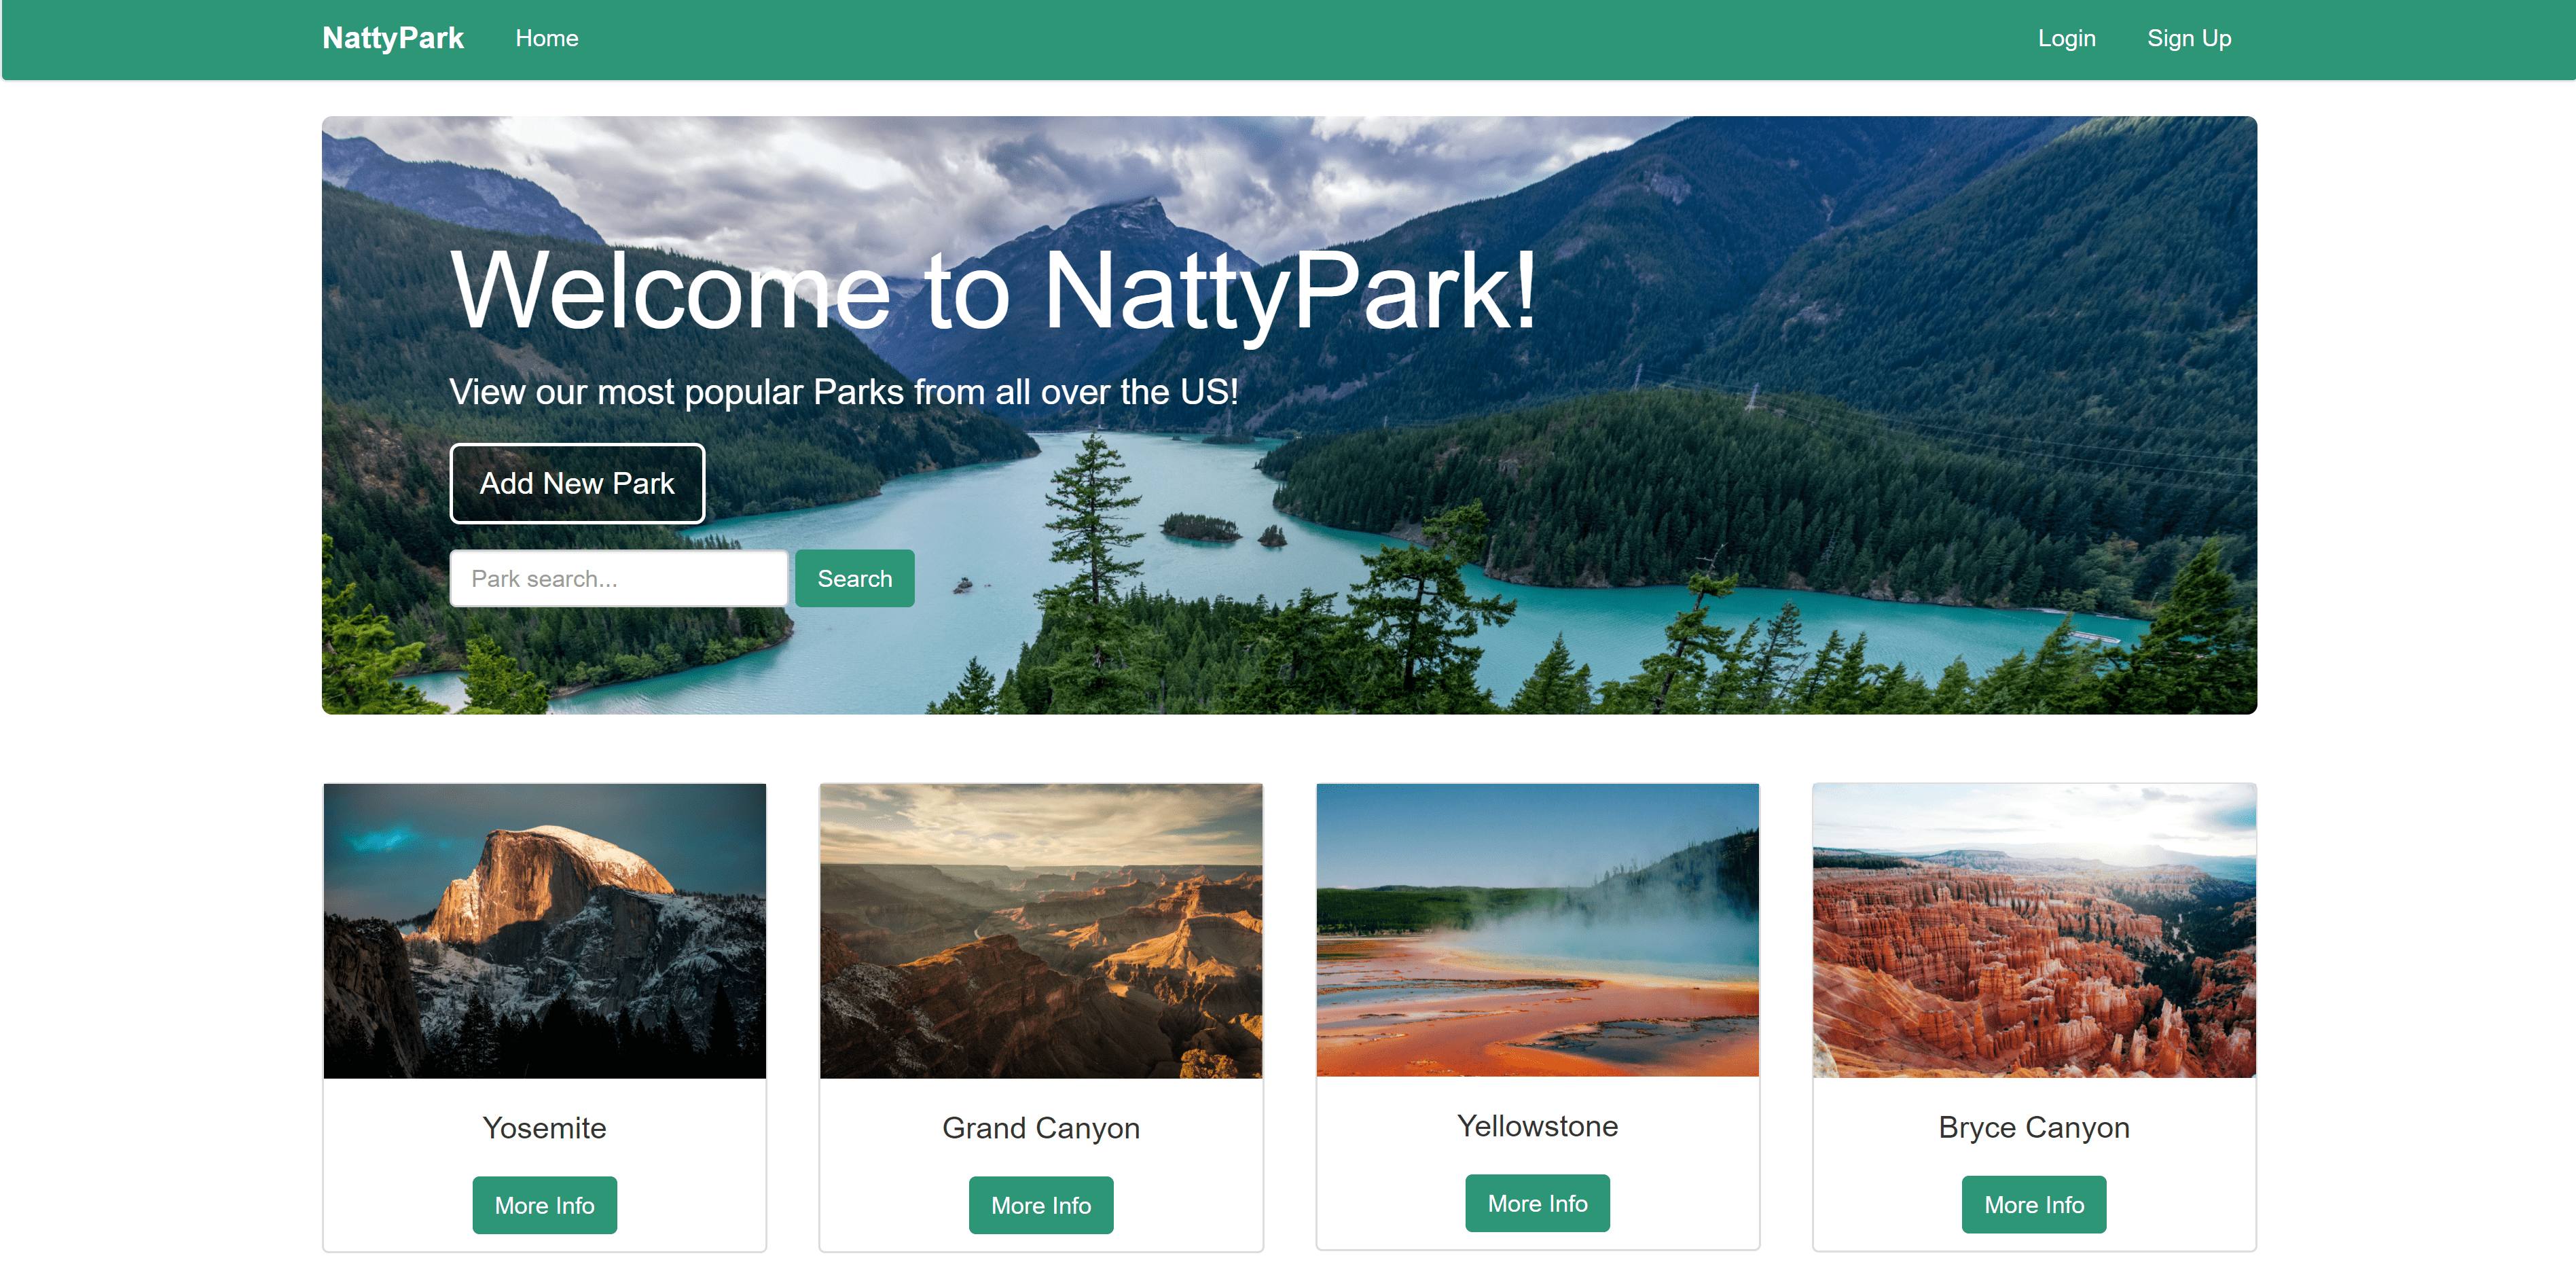 NattyPark Home Login Sign Up
Welcome to NattyPark!
View our most popular Parks from all over the US!
Add New Park
Park search... Search
Yosemite
More Info
Grand Canyon
More Info
Yellowstone
More Info
Bryce Canyon
More Info